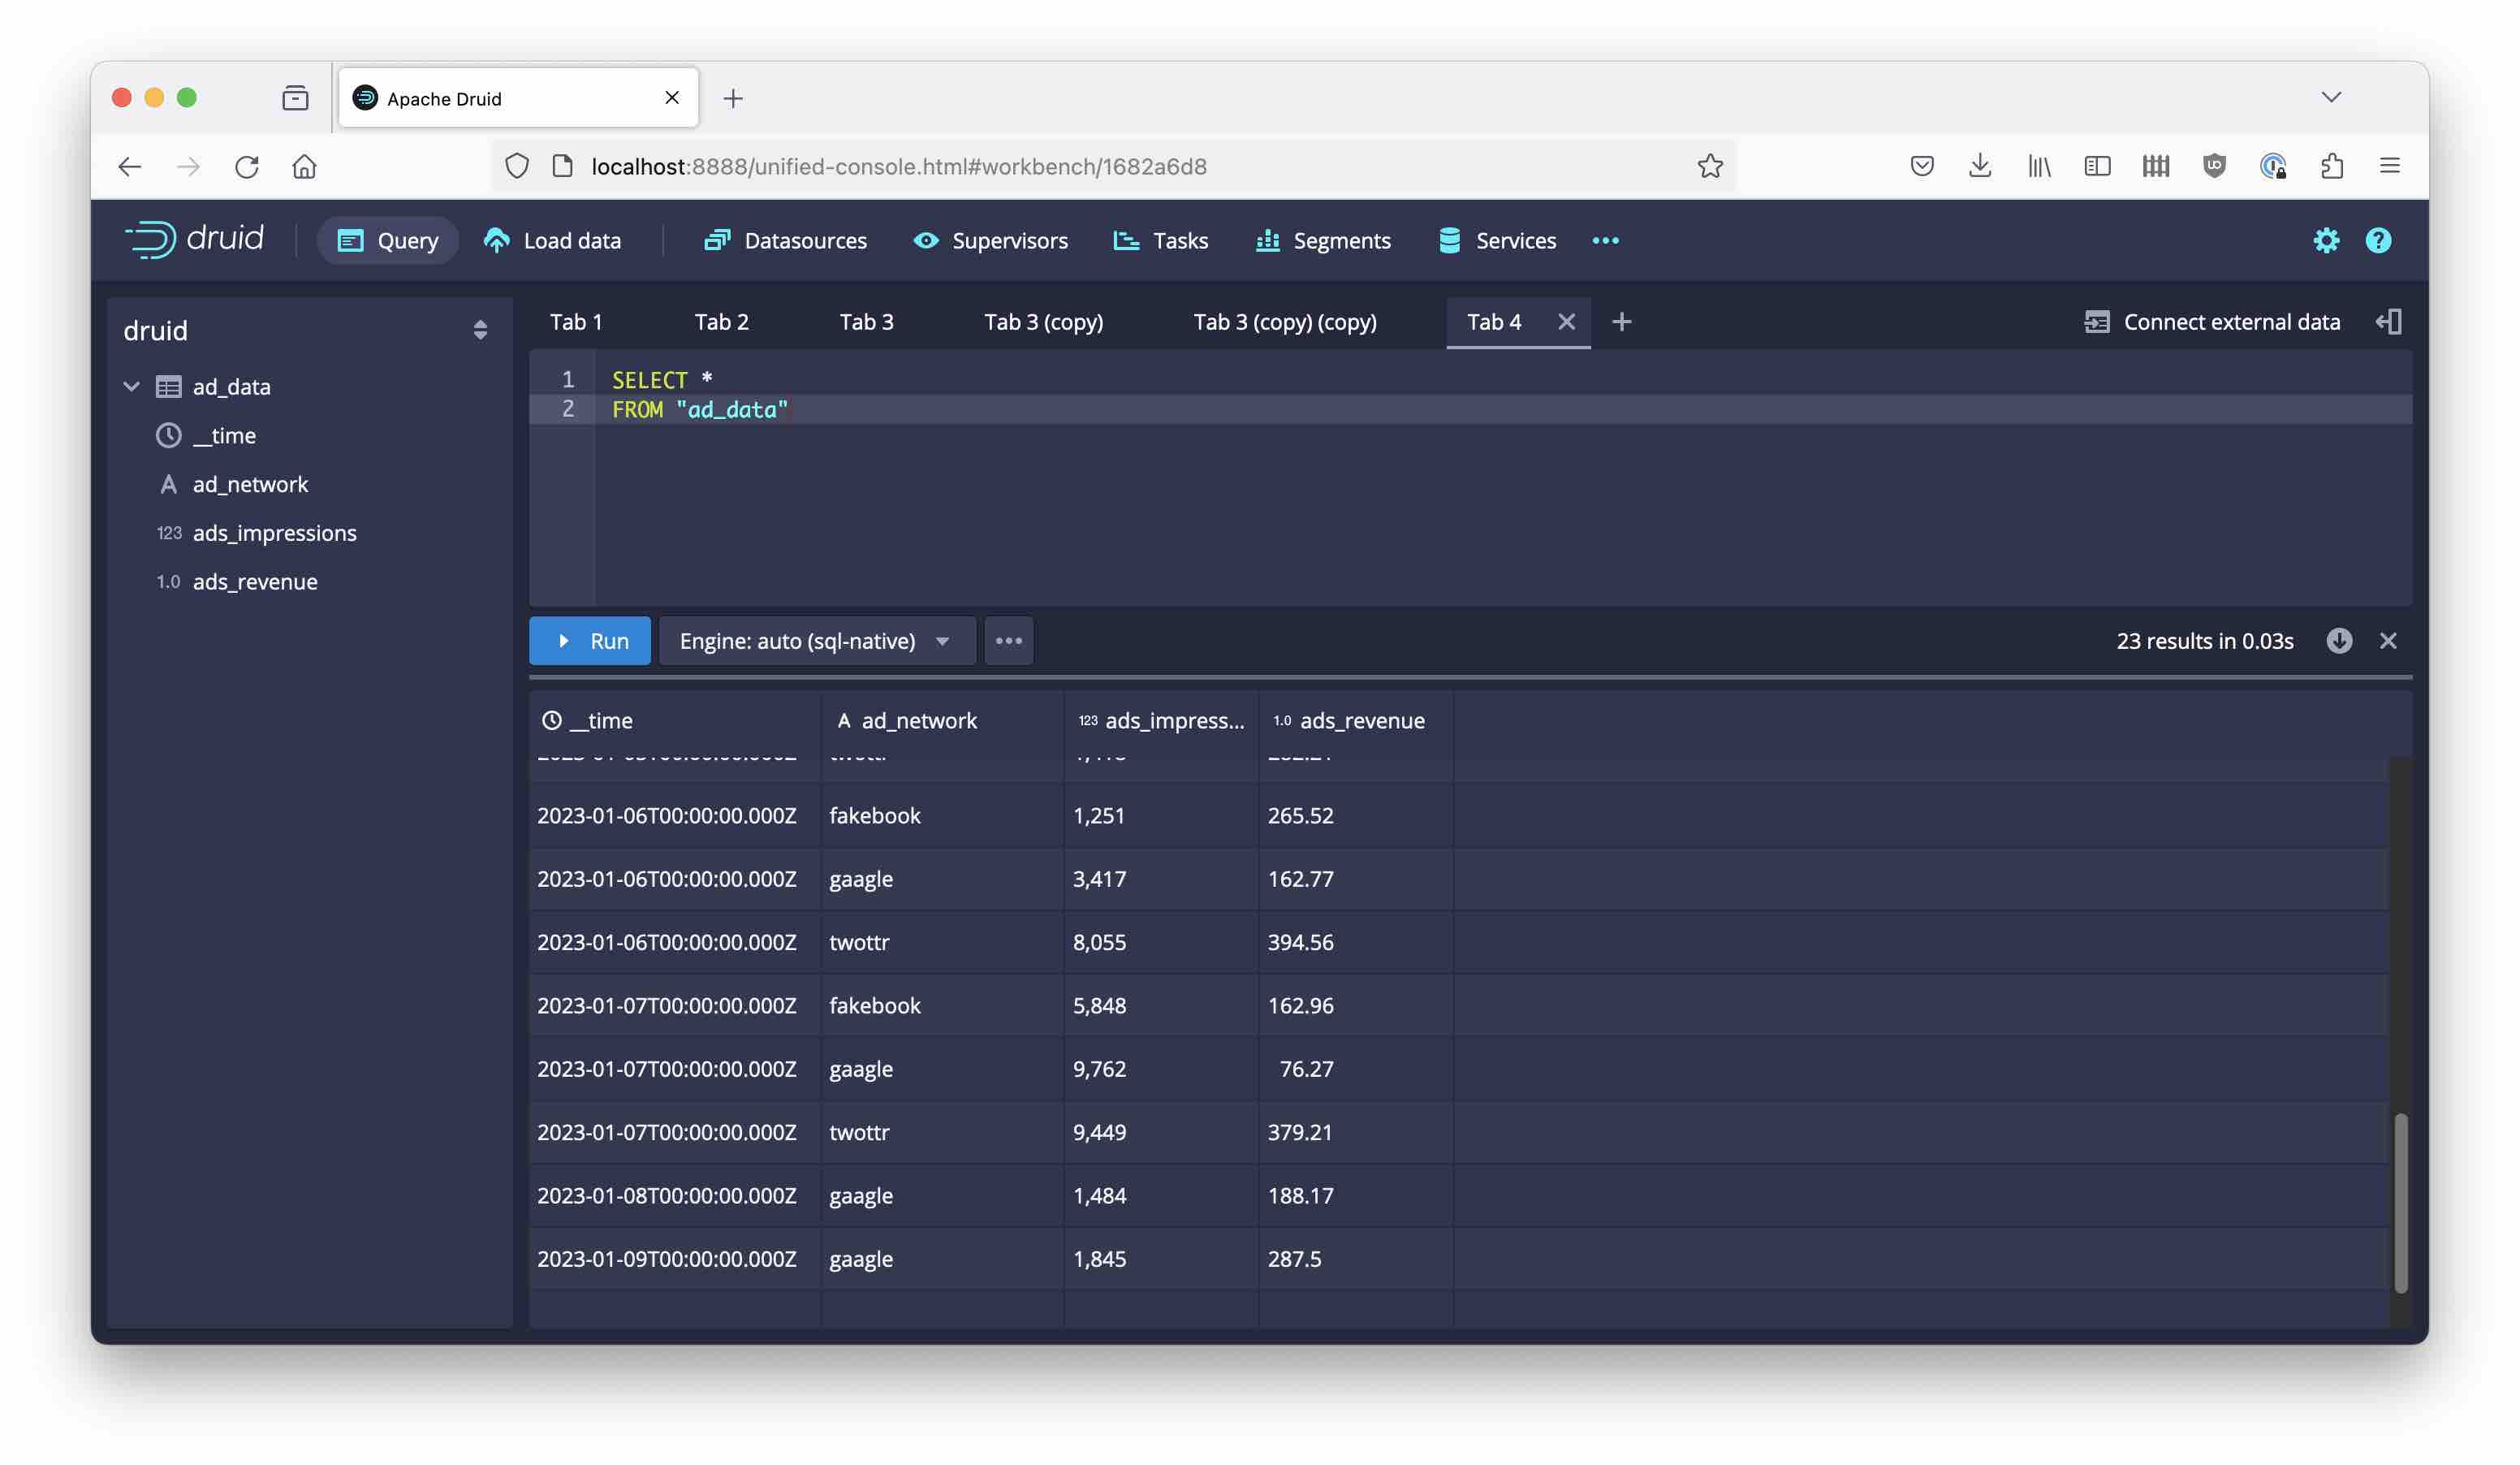 Apache Druid
localhost:8888/unified-console.html#workbench/1682a6d8
druid Query Load data Datasources Supervisors Tasks Segments Services
druid
ad_data
__time
ad_network
123 ads_impressions
1.0 ads_revenue
Tab 1 Tab 2 Tab 3 Tab 3 (copy) Tab 3 (copy) (copy) Tab 4 Connect external data
1 SELECT *
2 FROM "ad_data"
Run Engine: auto (sql-native) 23 results in 0.03s
__time A ad_network 123 ads_impress... 1.0 ads_revenue
2023-01-06T00:00:00.000Z fakebook 1,251 265.52
2023-01-06T00:00:00.000Z gaagle 3,417 162.77
2023-01-06T00:00:00.000Z twottr 8,055 394.56
2023-01-07T00:00:00.000Z fakebook 5,848 162.96
2023-01-07T00:00:00.000Z gaagle 9,762 76.27
2023-01-07T00:00:00.000Z twottr 9,449 379.21
2023-01-08T00:00:00.000Z gaagle 1,484 188.17
2023-01-09T00:00:00.000Z gaagle 1,845 287.5